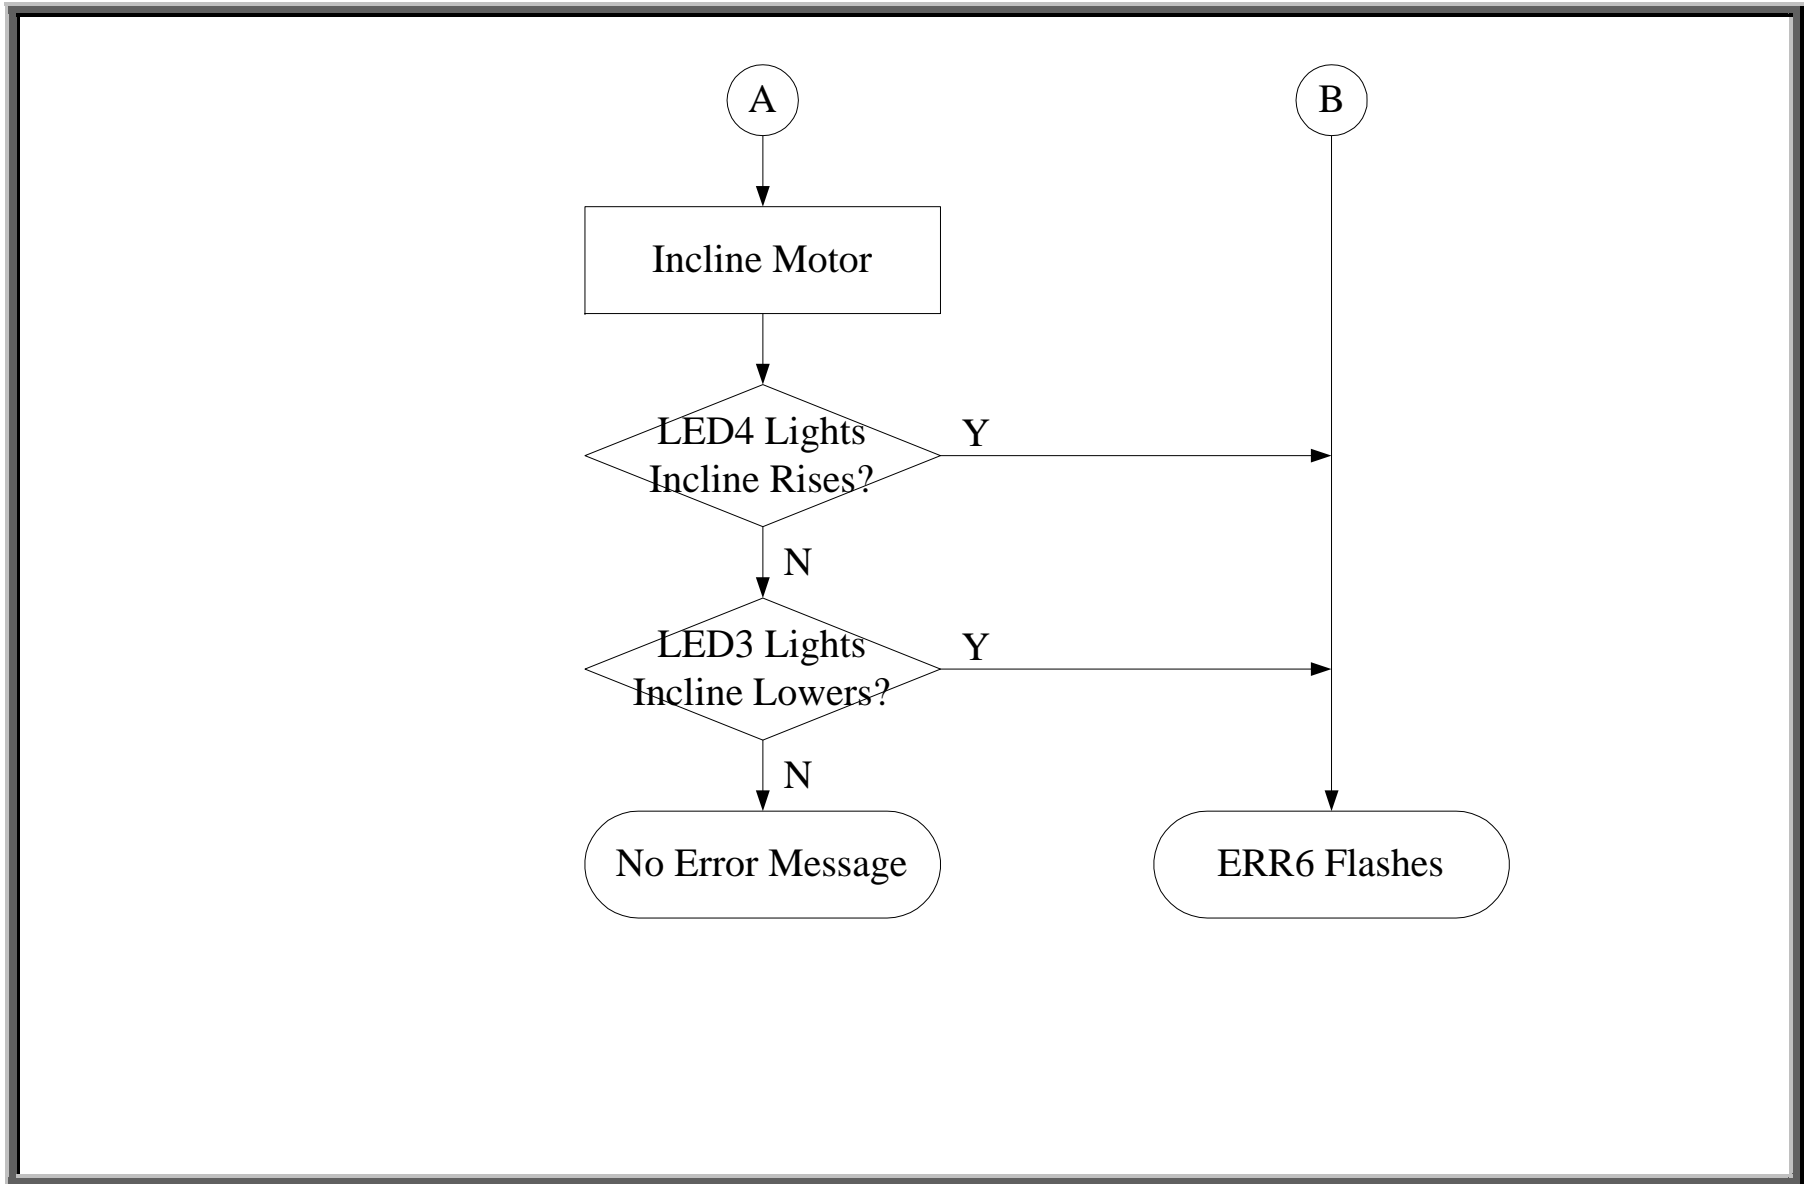 A
B
Incline Motor
LED4 Lights
Incline Rises?
Y
N
LED3 Lights
Incline Lowers?
Y
N
No Error Message
ERR6 Flashes